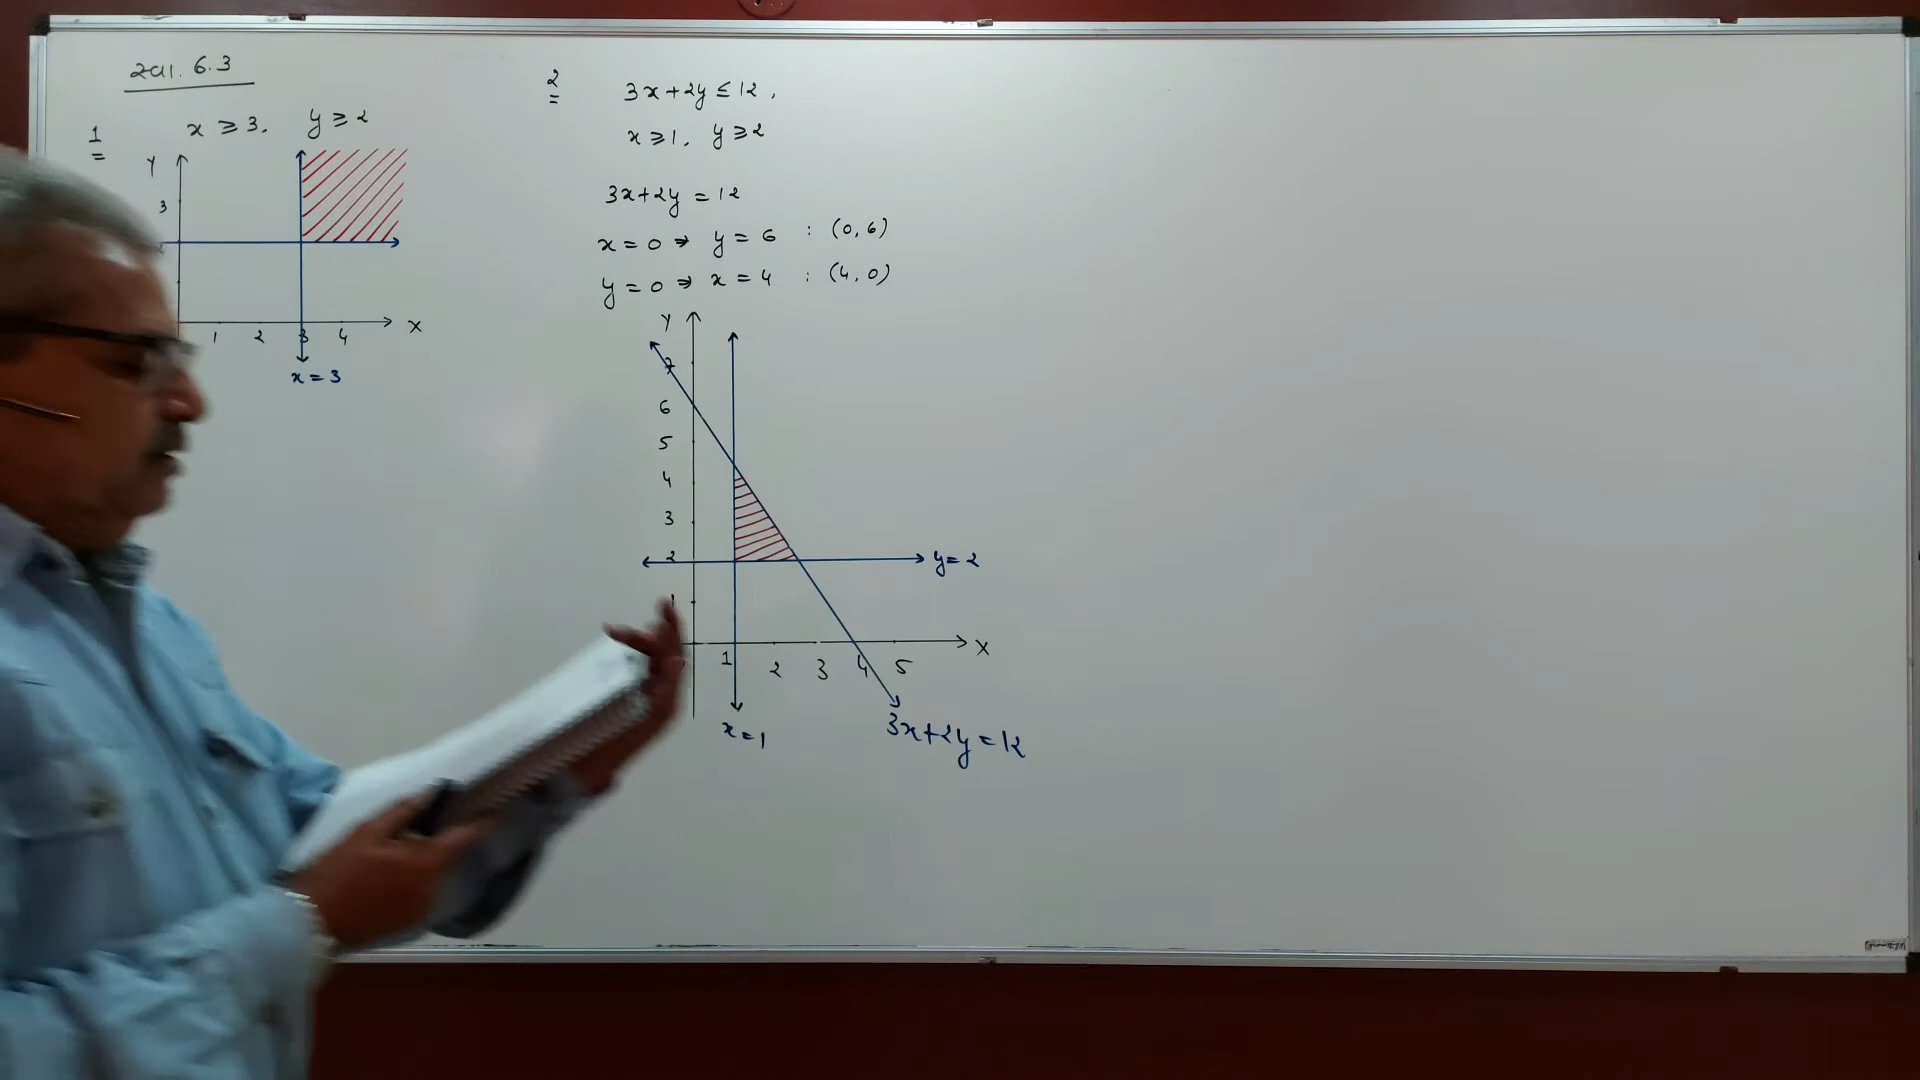 સ્વા. 6.3
1
x ≥ 3, y ≥ 2
Y
3
1 2 3 4 X
x = 3
2
3x + 2y ≤ 12,
x ≥ 1, y ≥ 2
3x + 2y = 12
x = 0 ⇒ y = 6 : (0, 6)
y = 0 ⇒ x = 4 : (4, 0)
Y
7
6
5
4
3
2
y = 2
1
1 2 3 4 5 X
x = 1
3x + 2y = 12